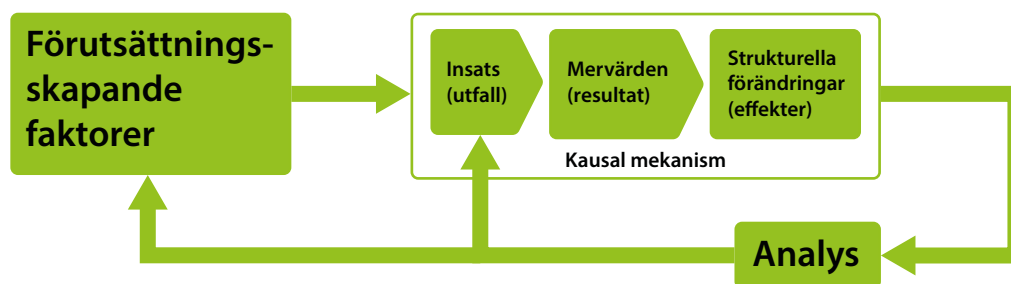 Förutsättnings-
skapande
faktorer
Insats
(utfall)
Mervärden
(resultat)
Strukturella
förändringar
(effekter)
Kausal mekanism
Analys